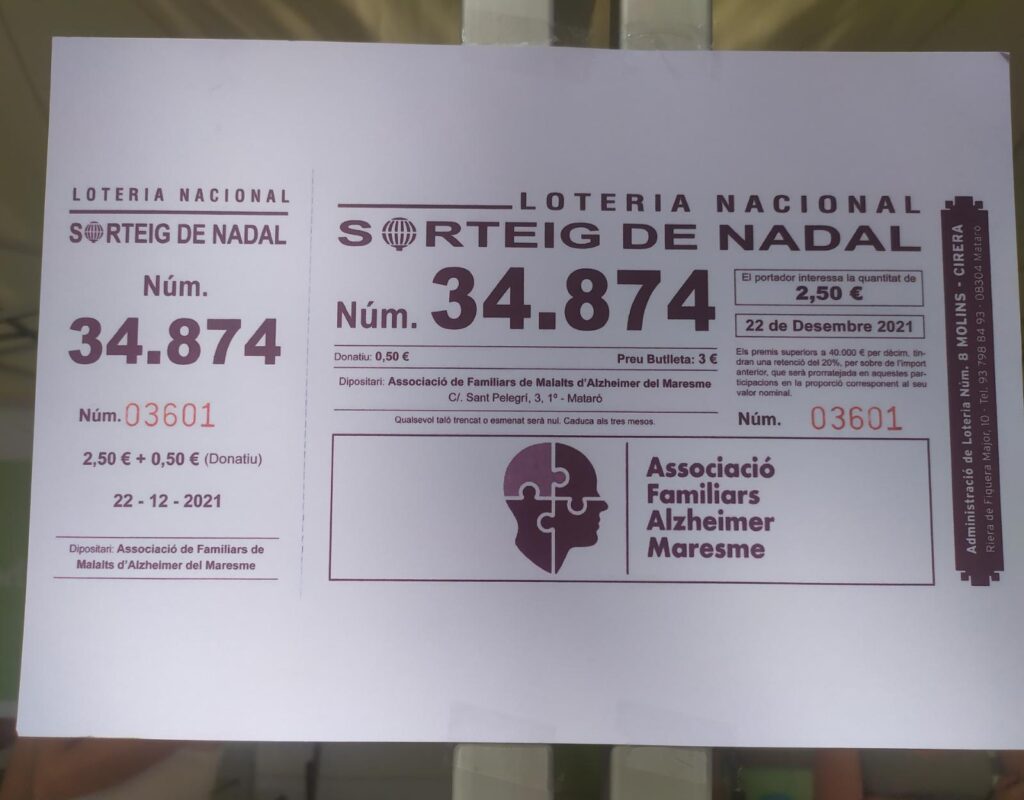 LOTERIA NACIONAL
SORTEIG DE NADAL
Núm.
34.874
Núm. 03601
2,50 € + 0,50 € (Donatiu)
22 - 12 - 2021
Dipositari: Associació de Familiars de
Malalts d'Alzheimer del Maresme
LOTERIA NACIONAL
SORTEIG DE NADAL
Núm. 34.874
El portador interessa la quantitat de
2,50 €
22 de Desembre 2021
Donatiu: 0,50 € Preu Butlleta: 3 €
Dipositari: Associació de Familiars de Malalts d'Alzheimer del Maresme
C/. Sant Pelegrí, 3, 1º - Mataró
Qualsevol taló trencat o esmenat serà nul. Caduca als tres mesos.
Els premis superiors a 40.000 € per dècim, tin-
dran una retenció del 20%, per sobre de l'import
anterior, que serà prorratejada en aquestes par-
ticipacions en la proporció corresponent al seu
valor nominal.
Núm. 03601
Associació
Familiars
Alzheimer
Maresme
Administració de Loteria Núm. 8 MOLINS - CIRERA
Riera de Figuera Major, 10 - Tel. 93 798 84 93 - 08304 Mataró